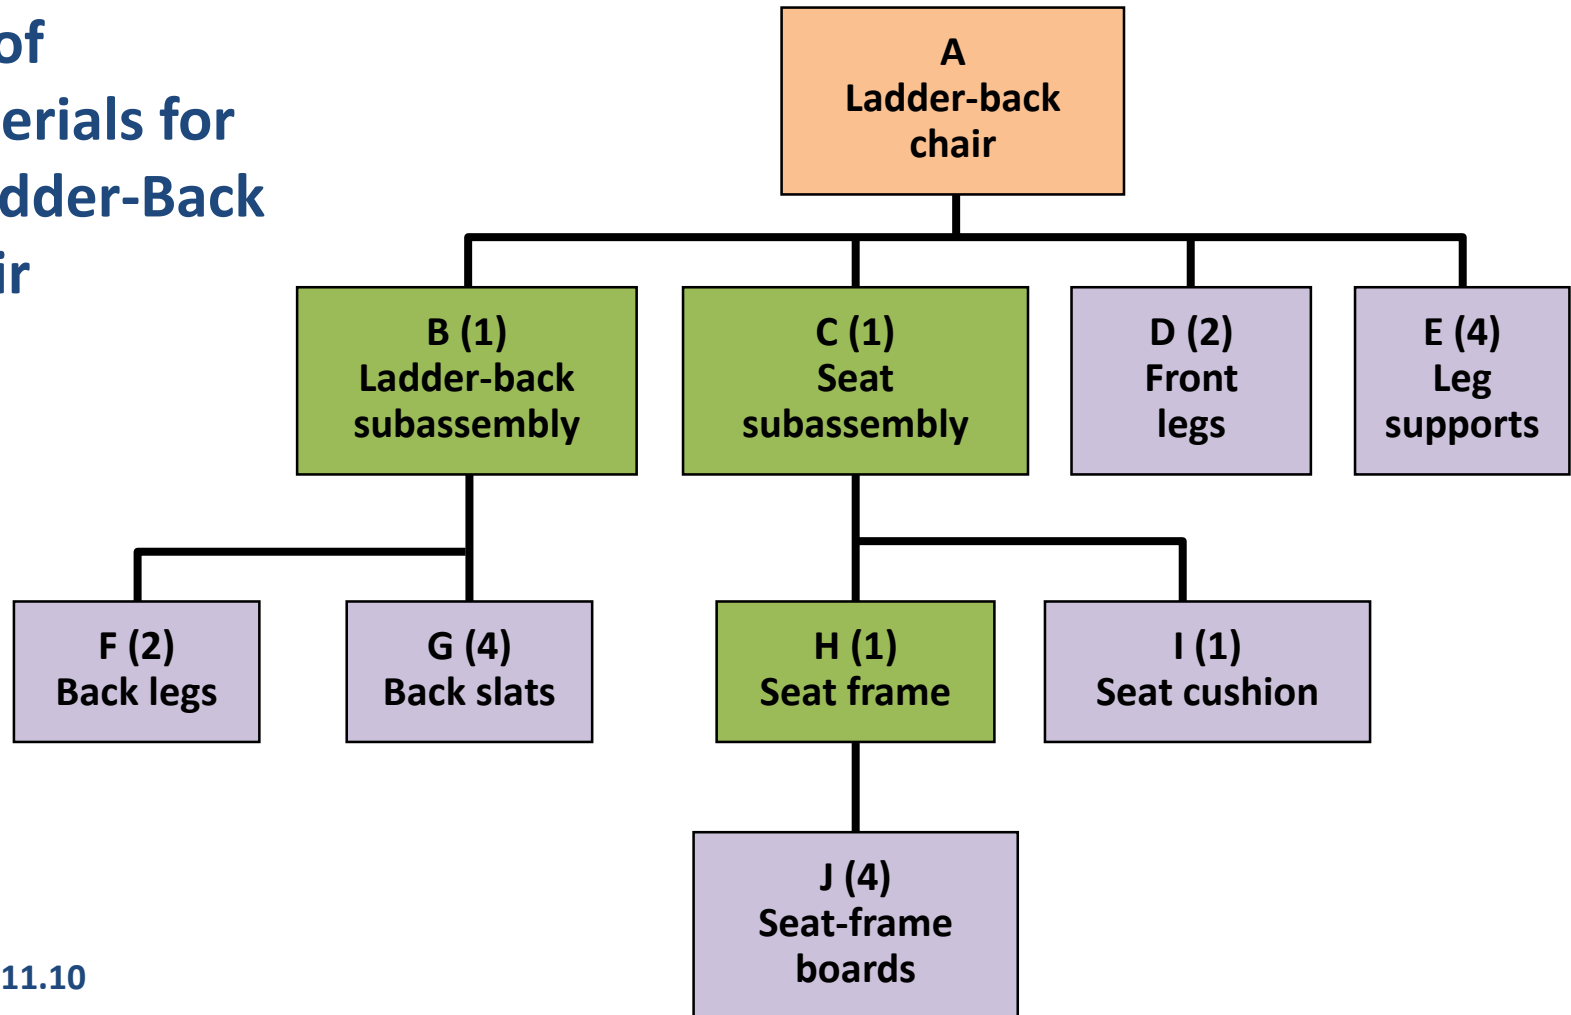 of
erials for
dder-Back
ir
A
Ladder-back
chair
B (1)
Ladder-back
subassembly
C (1)
Seat
subassembly
D (2)
Front
legs
E (4)
Leg
supports
F (2)
Back legs
G (4)
Back slats
H (1)
Seat frame
I (1)
Seat cushion
J (4)
Seat-frame
boards
11.10